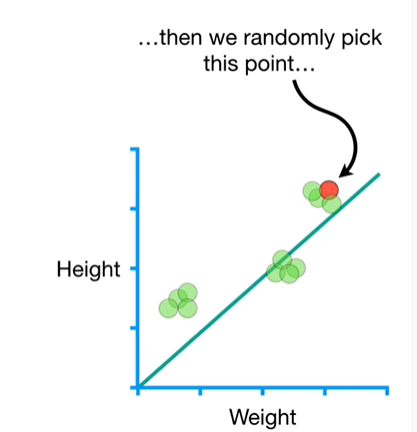 ...then we randomly pick
this point...
Height
Weight